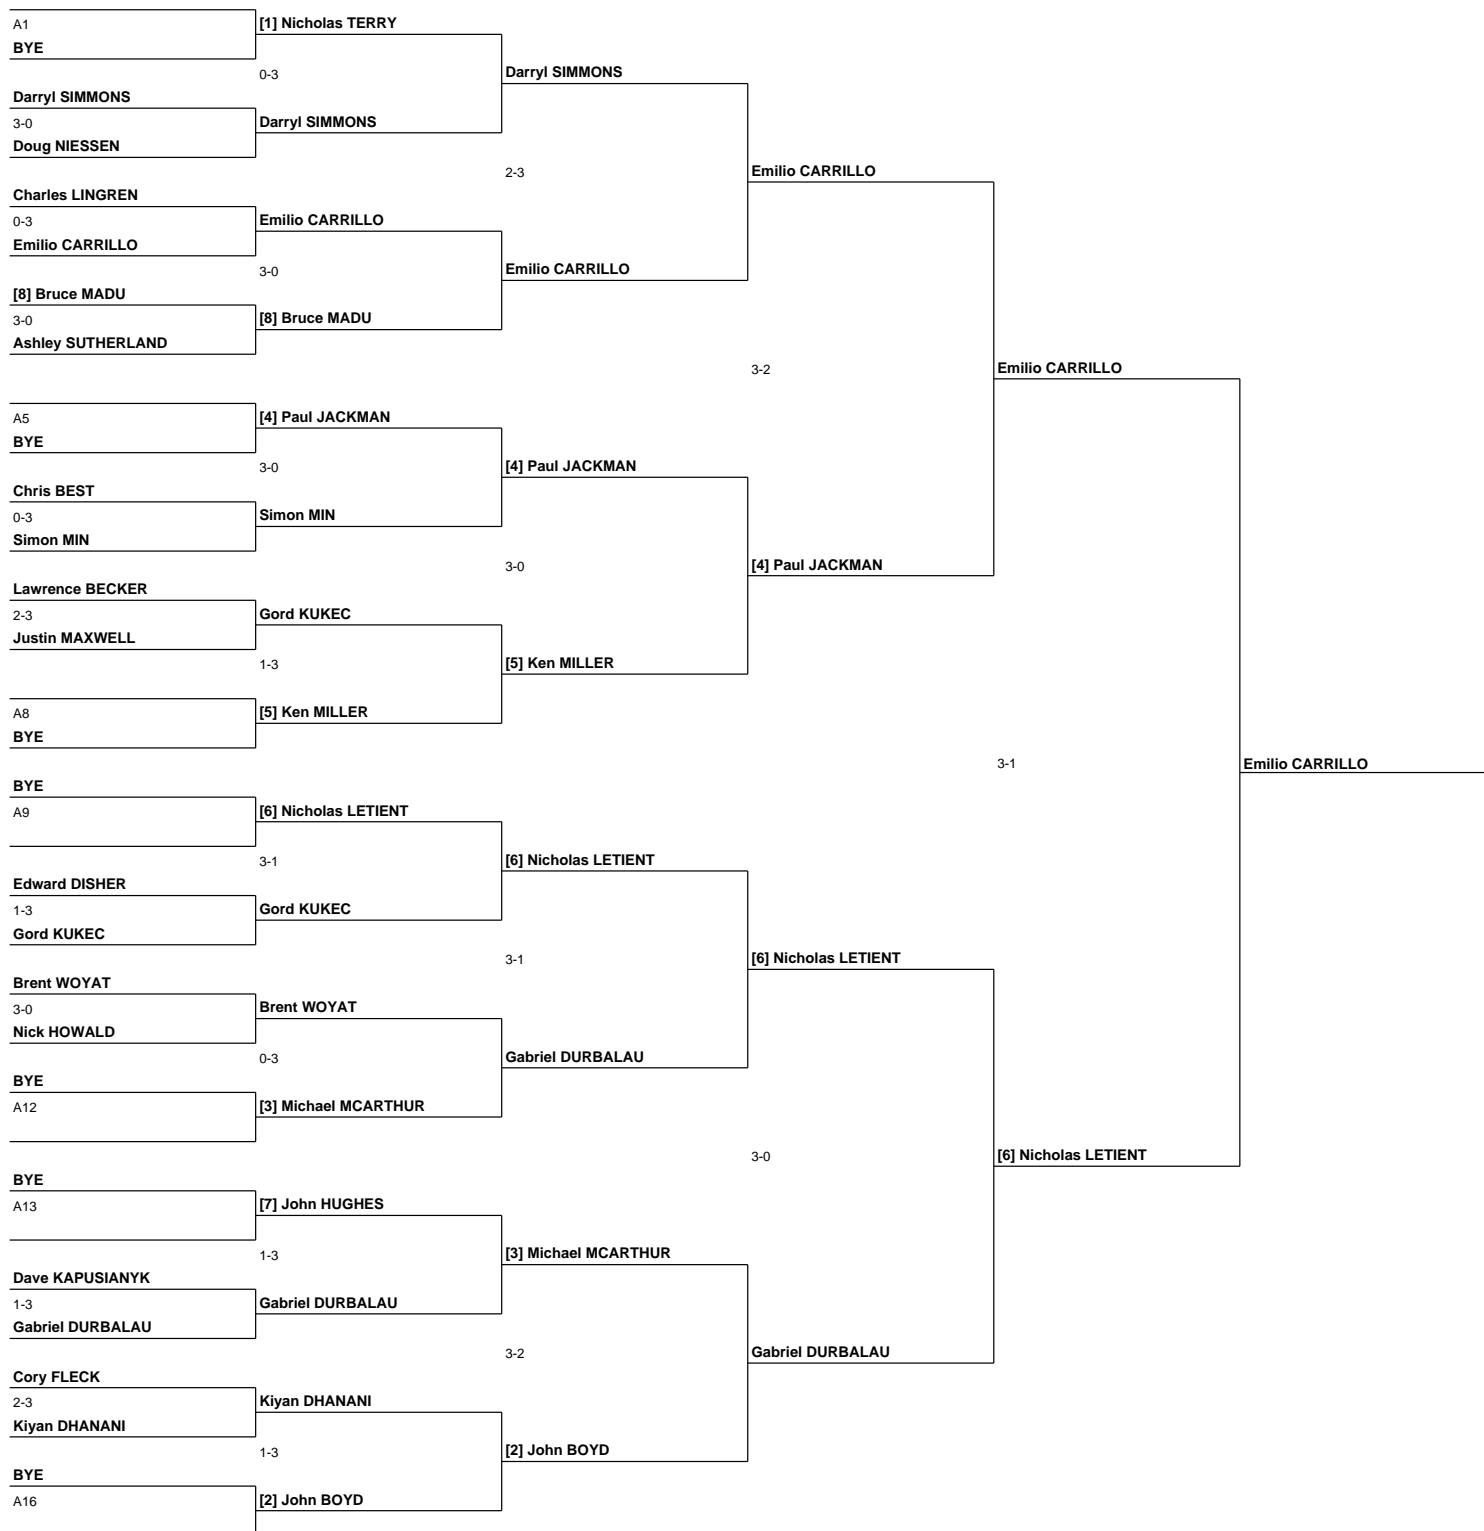 A1
BYE
[1] Nicholas TERRY
0-3
Darryl SIMMONS
Darryl SIMMONS
3-0
Doug NIESSEN
Darryl SIMMONS
2-3
Emilio CARRILLO
Charles LINGREN
0-3
Emilio CARRILLO
Emilio CARRILLO
3-0
Emilio CARRILLO
[8] Bruce MADU
3-0
Ashley SUTHERLAND
[8] Bruce MADU
3-2
Emilio CARRILLO
A5
BYE
[4] Paul JACKMAN
3-0
[4] Paul JACKMAN
Chris BEST
0-3
Simon MIN
Simon MIN
3-0
[4] Paul JACKMAN
Lawrence BECKER
2-3
Justin MAXWELL
Gord KUKEC
1-3
[5] Ken MILLER
A8
BYE
[5] Ken MILLER
3-1
Emilio CARRILLO
BYE
A9
[6] Nicholas LETIENT
3-1
[6] Nicholas LETIENT
Edward DISHER
1-3
Gord KUKEC
Gord KUKEC
3-1
[6] Nicholas LETIENT
Brent WOYAT
3-0
Nick HOWALD
Brent WOYAT
0-3
Gabriel DURBALAU
BYE
A12
[3] Michael MCARTHUR
3-0
[6] Nicholas LETIENT
BYE
A13
[7] John HUGHES
1-3
[3] Michael MCARTHUR
Dave KAPUSIANYK
1-3
Gabriel DURBALAU
Gabriel DURBALAU
3-2
Gabriel DURBALAU
Cory FLECK
2-3
Kiyan DHANANI
Kiyan DHANANI
1-3
[2] John BOYD
BYE
A16
[2] John BOYD